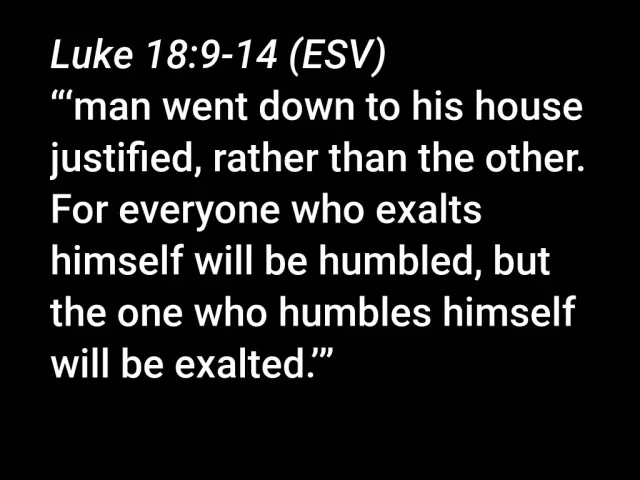 Luke 18:9-14 (ESV)
“‘man went down to his house
justified, rather than the other.
For everyone who exalts
himself will be humbled, but
the one who humbles himself
will be exalted.’”